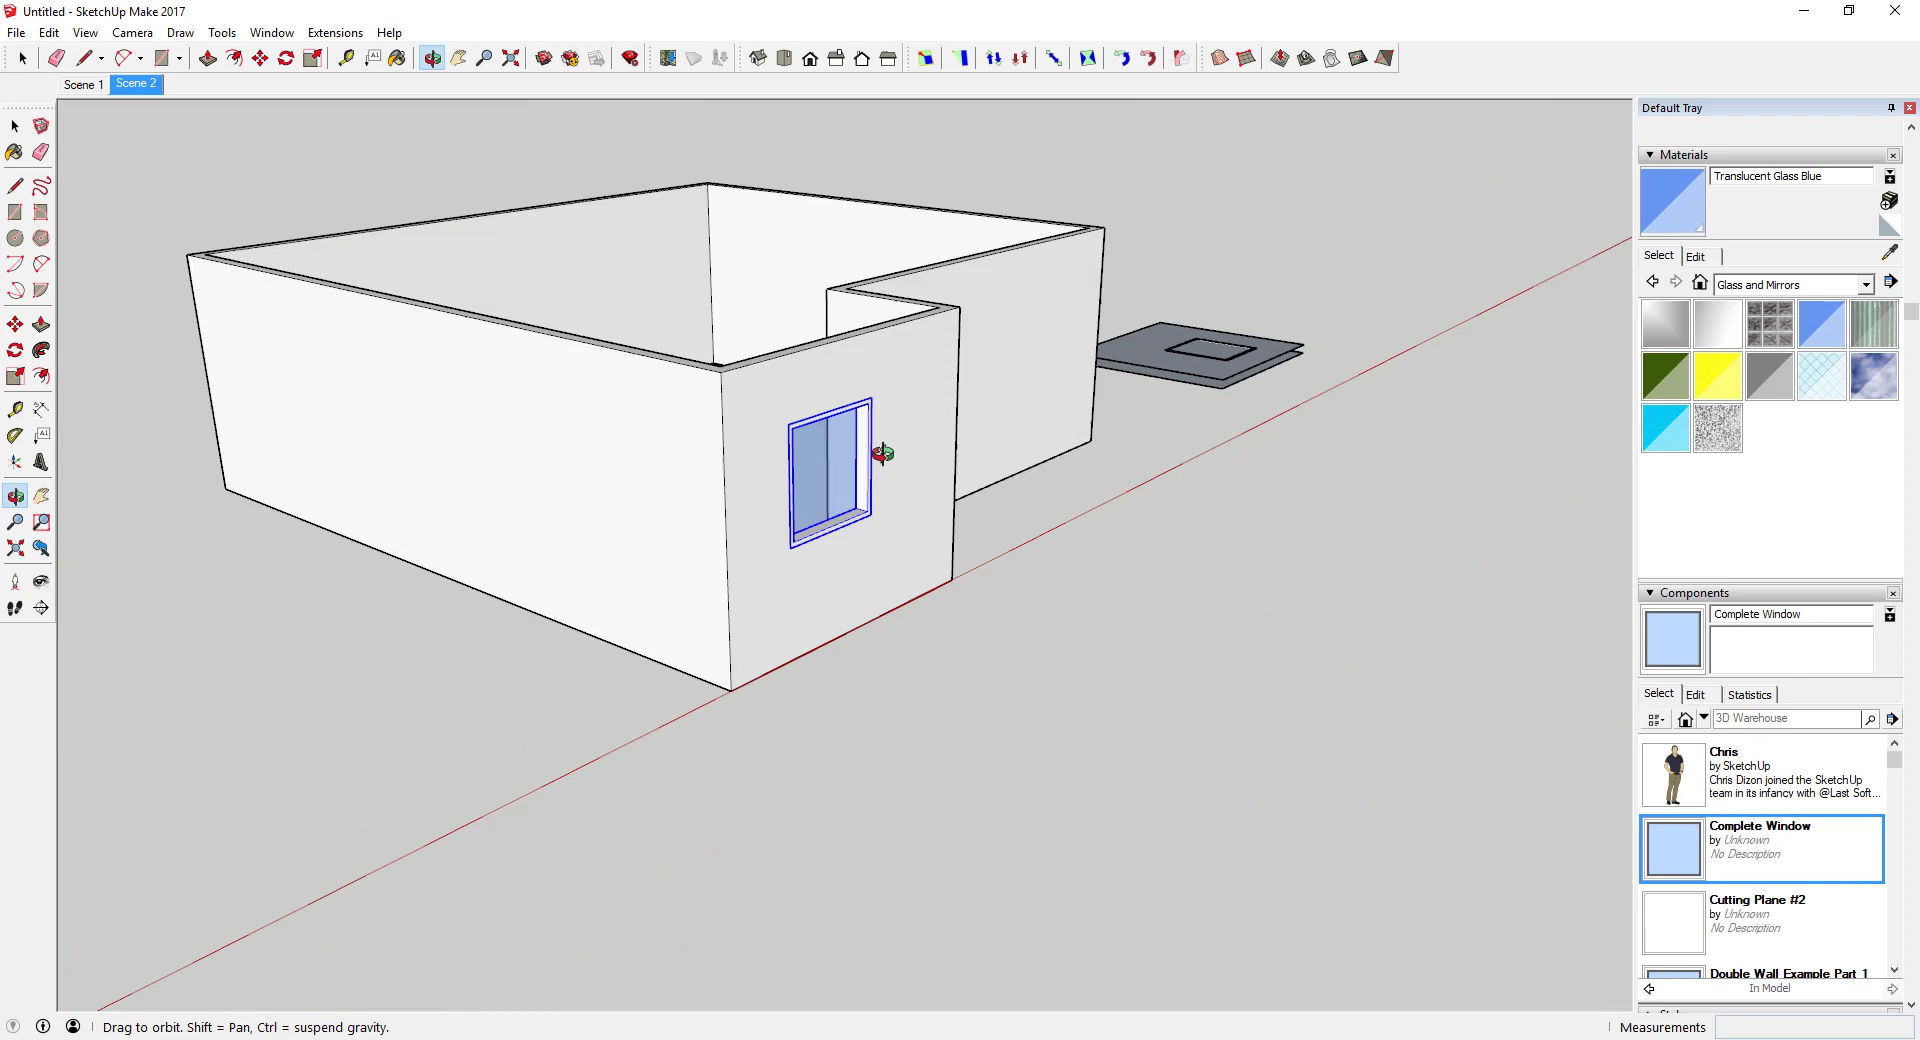 Untitled - SketchUp Make 2017
File Edit View Camera Draw Tools Window Extensions Help
Scene 1 Scene 2
Default Tray
Materials
Translucent Glass Blue
Select Edit
Glass and Mirrors
Components
Complete Window
Select Edit Statistics
3D Warehouse
Chris
by SketchUp
Chris Dizon joined the SketchUp
team in its infancy with @Last Soft...
Complete Window
by Unknown
No Description
Cutting Plane #2
by Unknown
No Description
Double Wall Example Part 1
In Model
Drag to orbit. Shift = Pan, Ctrl = suspend gravity.
Measurements